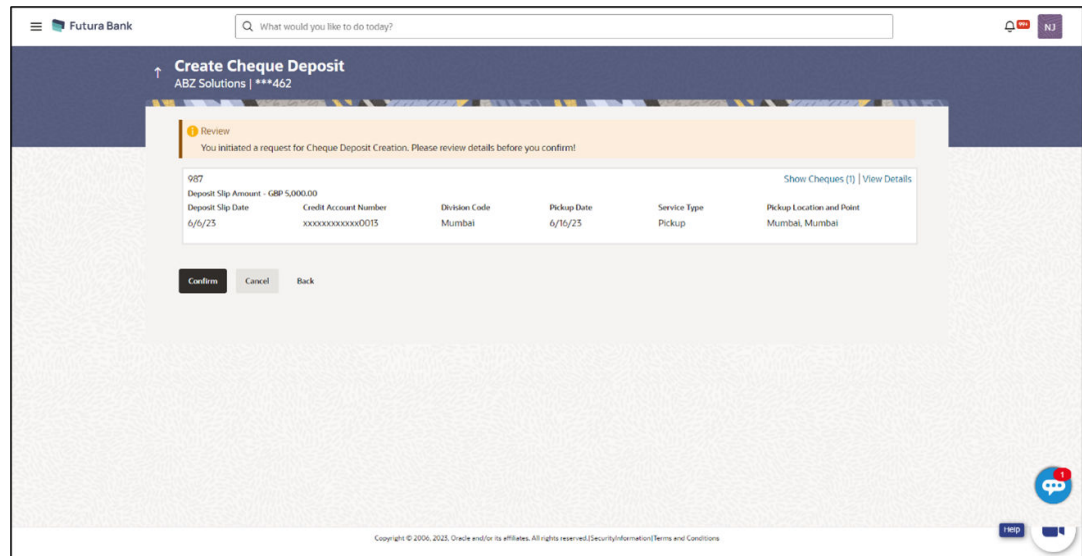 Futura Bank
What would you like to do today?
99+
NJ
Create Cheque Deposit
ABZ Solutions | ***462
Review
You initiated a request for Cheque Deposit Creation. Please review details before you confirm!
987
Show Cheques (1) | View Details
Deposit Slip Amount - GBP 5,000.00
Deposit Slip Date Credit Account Number Division Code Pickup Date Service Type Pickup Location and Point
6/6/23 xxxxxxxxxxxx0013 Mumbai 6/16/23 Pickup Mumbai, Mumbai
Confirm Cancel Back
1
Help
Copyright © 2006, 2023, Oracle and/or its affiliates. All rights reserved.|SecurityInformation|Terms and Conditions